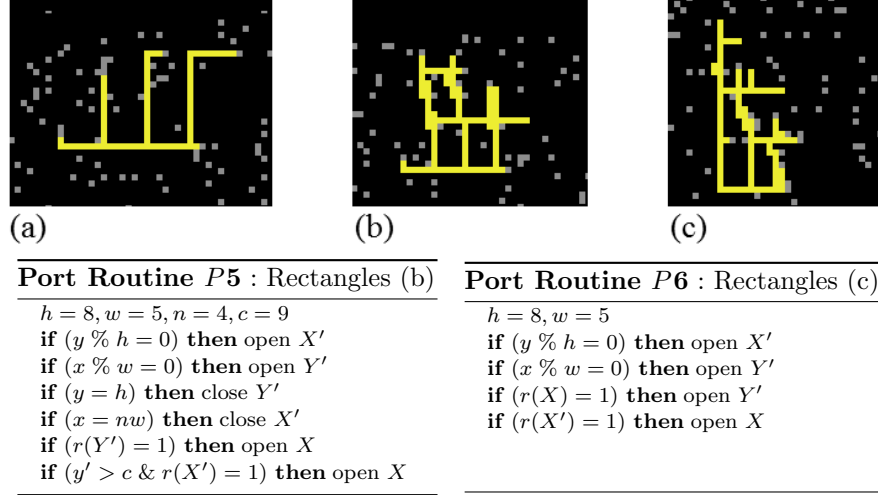 (a)
(b)
(c)
Port Routine P5 : Rectangles (b)
h = 8, w = 5, n = 4, c = 9
if (y % h = 0) then open X′
if (x % w = 0) then open Y′
if (y = h) then close Y′
if (x = nw) then close X′
if (r(Y′) = 1) then open X
if (y′ > c & r(X′) = 1) then open X
Port Routine P6 : Rectangles (c)
h = 8, w = 5
if (y % h = 0) then open X′
if (x % w = 0) then open Y′
if (r(X) = 1) then open Y′
if (r(X′) = 1) then open X